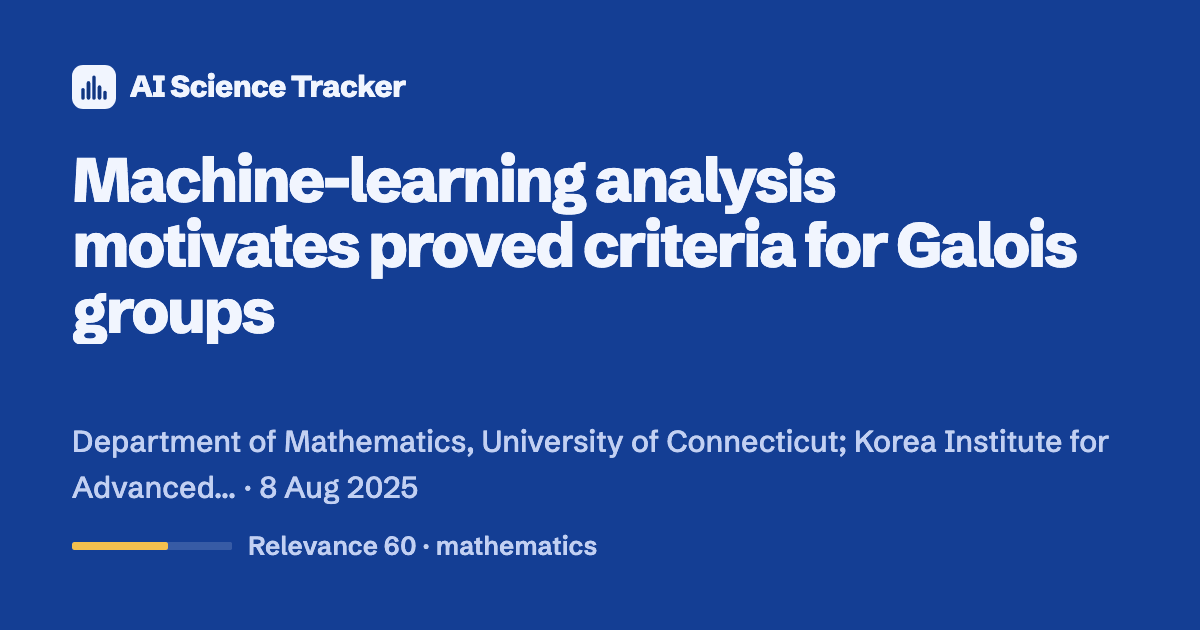 AI Science Tracker
Machine-learning analysis
motivates proved criteria for Galois
groups
Department of Mathematics, University of Connecticut; Korea Institute for
Advanced... · 8 Aug 2025
Relevance 60 · mathematics